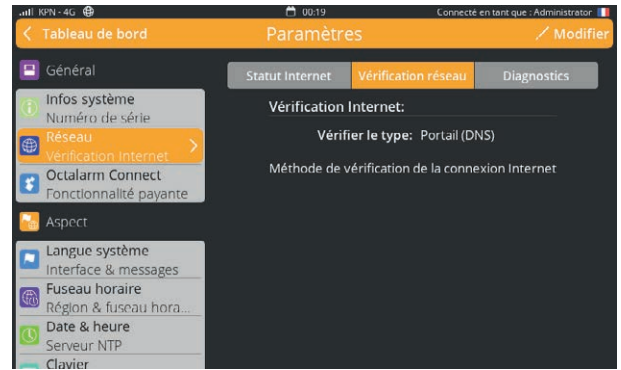 KPN - 4G 00:19 Connecté en tant que : Administrator
Tableau de bord Paramètres Modifier
Général
Infos système
Numéro de série
Réseau
Vérification Internet
Octalarm Connect
Fonctionnalité payante
Aspect
Langue système
Interface & messages
Fuseau horaire
Région & fuseau hora...
Date & heure
Serveur NTP
Clavier
Statut Internet Vérification réseau Diagnostics
Vérification Internet:
Vérifier le type: Portail (DNS)
Méthode de vérification de la connexion Internet